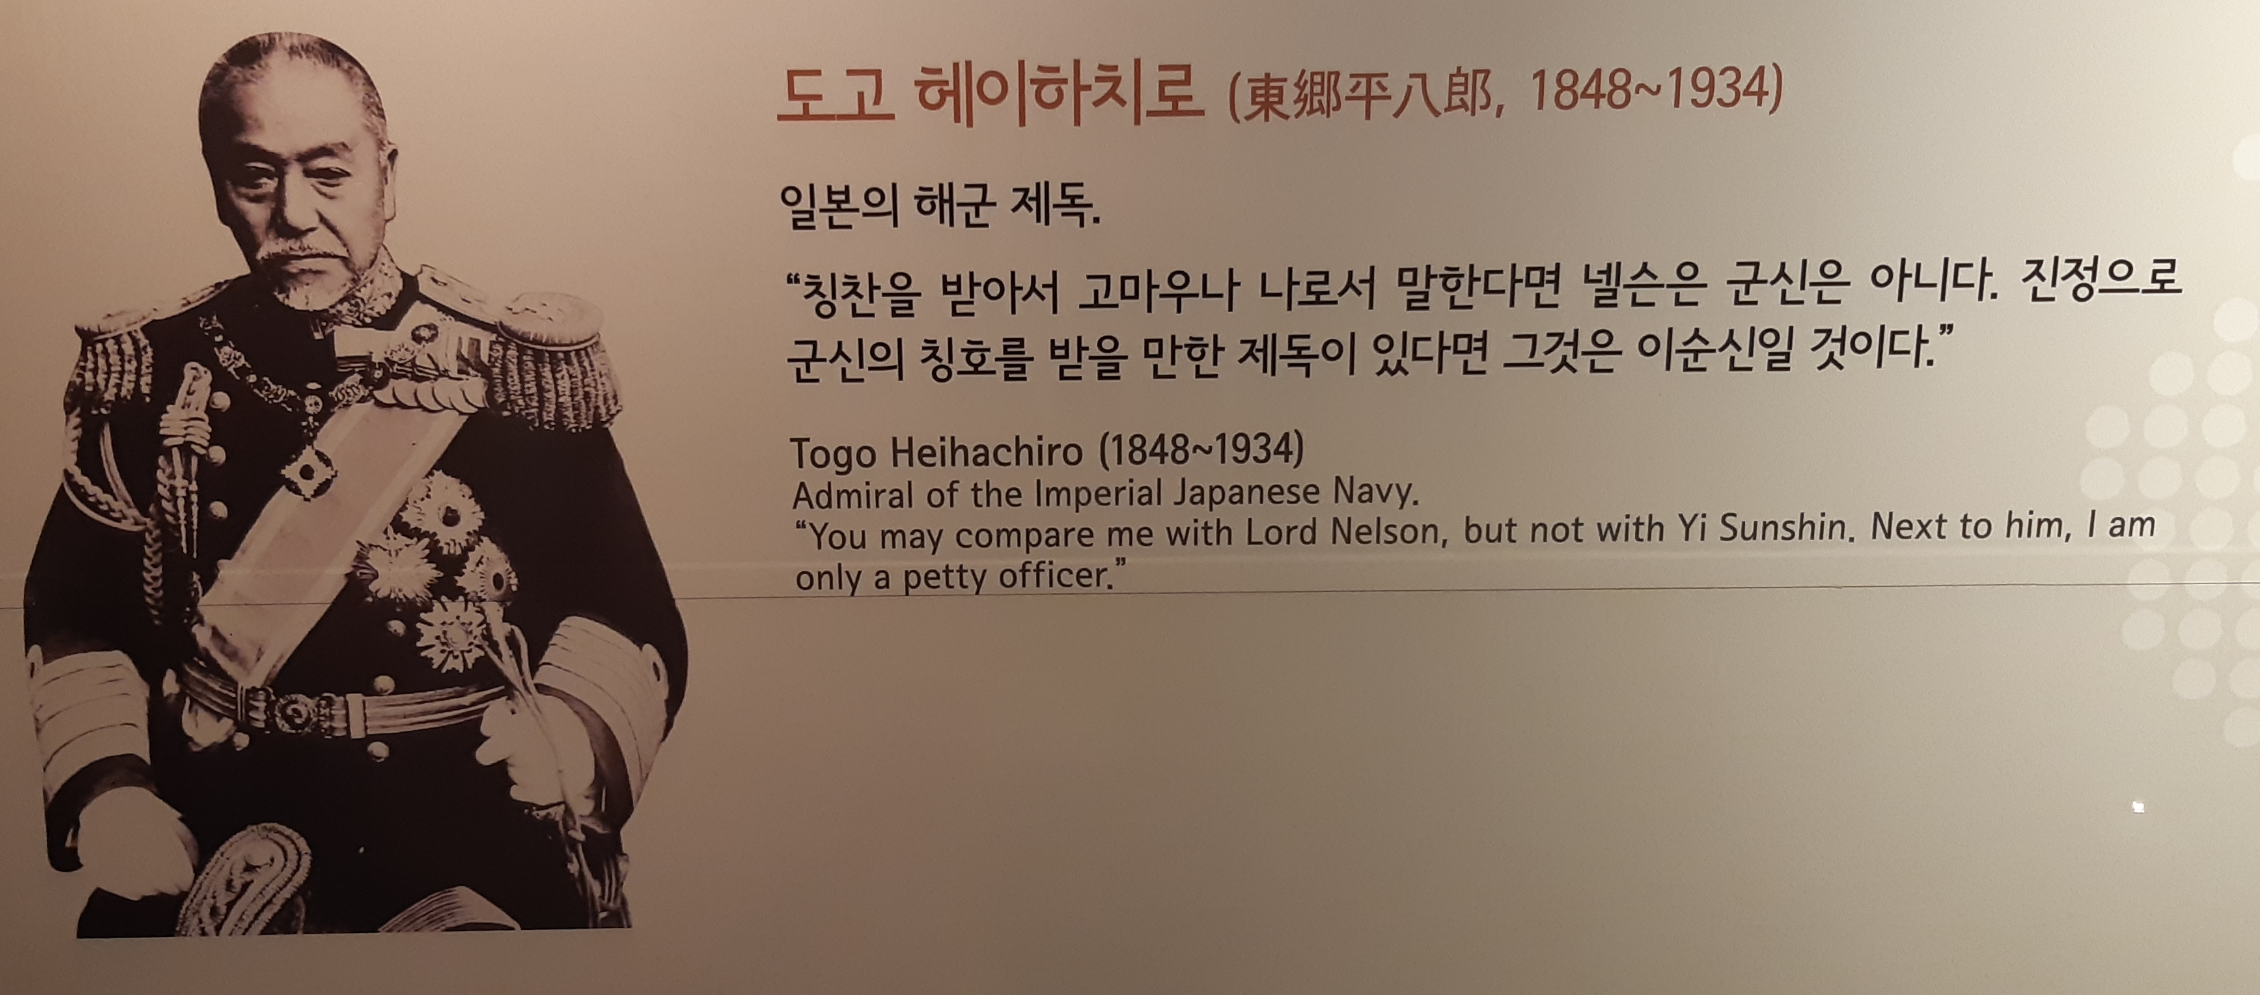 도고 헤이하치로 (東鄕平八郎, 1848~1934)
일본의 해군 제독.
“칭찬을 받아서 고마우나 나로서 말한다면 넬슨은 군신은 아니다. 진정으로
군신의 칭호를 받을 만한 제독이 있다면 그것은 이순신일 것이다.”
Togo Heihachiro (1848~1934)
Admiral of the Imperial Japanese Navy.
“You may compare me with Lord Nelson, but not with Yi Sunshin. Next to him, I am
only a petty officer.”